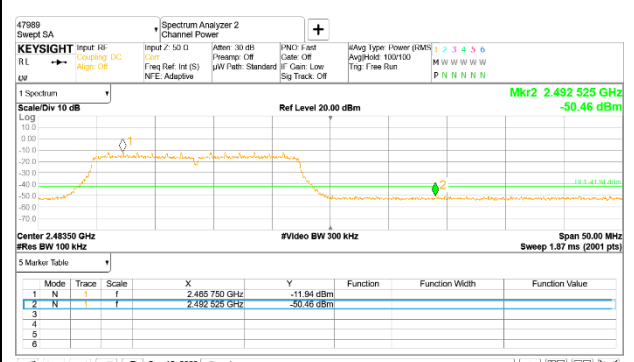 47989
Swept SA
Spectrum Analyzer 2
Channel Power
KEYSIGHT
RL
Input: RF
Coupling: DC
Align: Off
Input Z: 50 Ω
Corr
Freq Ref: Int (S)
NFE: Adaptive
Atten: 30 dB
Preamp: Off
µW Path: Standard
PNO: Fast
Gate: Off
IF Gain: Low
Sig Track: Off
#Avg Type: Power (RMS
Avg|Hold: 100/100
Trig: Free Run
1 2 3 4 5 6
M W W W W W
P N N N N N
1 Spectrum
Mkr2 2.492 525 GHz
Scale/Div 10 dB
Ref Level 20.00 dBm
-50.46 dBm
Log
10.0
0.00
-10.0
-20.0
-30.0
-40.0
-50.0
-60.0
-70.0
1
2
DL1 -41.94 dBm
Center 2.48350 GHz
#Video BW 300 kHz
Span 50.00 MHz
#Res BW 100 kHz
Sweep 1.87 ms (2001 pts)
5 Marker Table
Mode Trace Scale X Y Function Function Width Function Value
1 N 1 f 2.465 750 GHz -11.94 dBm
2 N 1 f 2.492 525 GHz -50.46 dBm
3
4
5
6